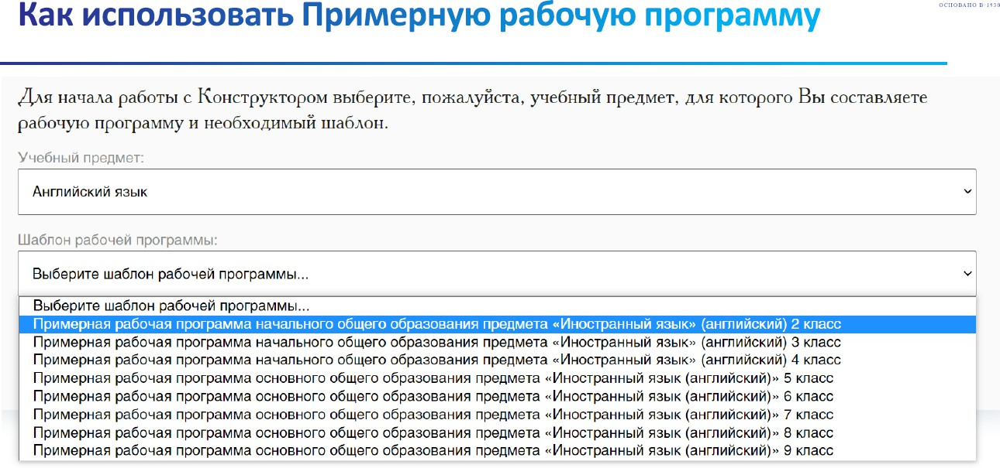 Как использовать Примерную рабочую программу
ОСНОВАНО В 1930
Для начала работы с Конструктором выберите, пожалуйста, учебный предмет, для которого Вы составляете
рабочую программу и необходимый шаблон.
Учебный предмет:
Английский язык
Шаблон рабочей программы:
Выберите шаблон рабочей программы...
Выберите шаблон рабочей программы...
Примерная рабочая программа начального общего образования предмета «Иностранный язык» (английский) 2 класс
Примерная рабочая программа начального общего образования предмета «Иностранный язык» (английский) 3 класс
Примерная рабочая программа начального общего образования предмета «Иностранный язык» (английский) 4 класс
Примерная рабочая программа основного общего образования предмета «Иностранный язык (английский)» 5 класс
Примерная рабочая программа основного общего образования предмета «Иностранный язык (английский)» 6 класс
Примерная рабочая программа основного общего образования предмета «Иностранный язык (английский)» 7 класс
Примерная рабочая программа основного общего образования предмета «Иностранный язык (английский)» 8 класс
Примерная рабочая программа основного общего образования предмета «Иностранный язык (английский)» 9 класс